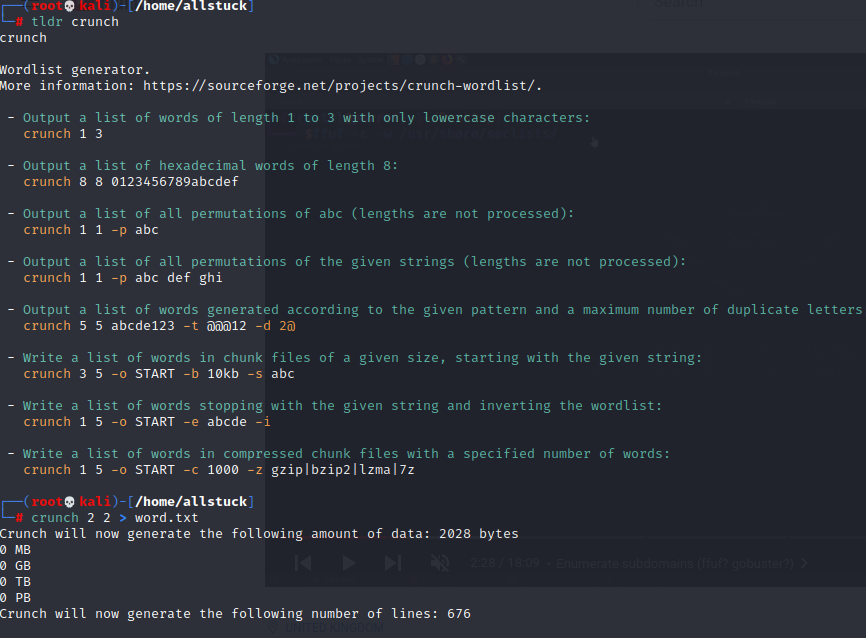 ┌──(root💀kali)-[/home/allstuck]
└─# tldr crunch
crunch
Wordlist generator.
More information: https://sourceforge.net/projects/crunch-wordlist/.
- Output a list of words of length 1 to 3 with only lowercase characters:
crunch 1 3
- Output a list of hexadecimal words of length 8:
crunch 8 8 0123456789abcdef
- Output a list of all permutations of abc (lengths are not processed):
crunch 1 1 -p abc
- Output a list of all permutations of the given strings (lengths are not processed):
crunch 1 1 -p abc def ghi
- Output a list of words generated according to the given pattern and a maximum number of duplicate letters
crunch 5 5 abcde123 -t @@@12 -d 2@
- Write a list of words in chunk files of a given size, starting with the given string:
crunch 3 5 -o START -b 10kb -s abc
- Write a list of words stopping with the given string and inverting the wordlist:
crunch 1 5 -o START -e abcde -i
- Write a list of words in compressed chunk files with a specified number of words:
crunch 1 5 -o START -c 1000 -z gzip|bzip2|lzma|7z
┌──(root💀kali)-[/home/allstuck]
└─# crunch 2 2 > word.txt
Crunch will now generate the following amount of data: 2028 bytes
0 MB
0 GB
2:28 / 18:09 • Enumerate subdomains (ffuf? gobuster?)
0 TB
0 PB
Crunch will now generate the following number of lines: 676
UNITED KINGDOM
Search